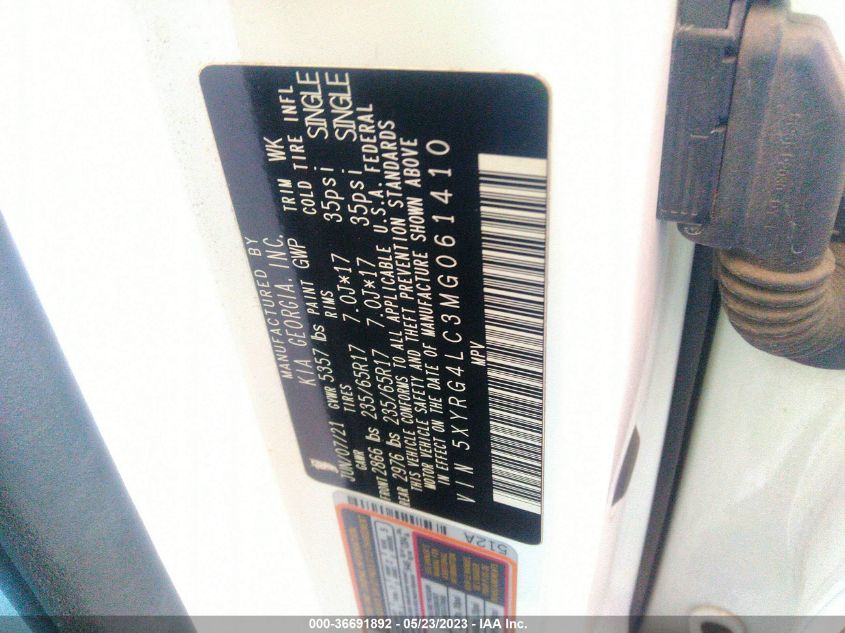 MANUFACTURED BY
KIA GEORGIA, INC.
JUN/07/21 GVWR 5357 lbs PAINT GWP TRIM WK
GAWR TIRES RIMS COLD TIRE INFL
FRONT 2866 lbs 235/65R17 7.0J*17 35psi SINGLE
REAR 2976 lbs 235/65R17 7.0J*17 35psi SINGLE
THIS VEHICLE CONFORMS TO ALL APPLICABLE U.S.A. FEDERAL
MOTOR VEHICLE SAFETY AND THEFT PREVENTION STANDARDS
IN EFFECT ON THE DATE OF MANUFACTURE SHOWN ABOVE
VIN 5XYRG4LC3MG061410
MPV
512A
000-36691892 — 05/23/2023 — IAA Inc.